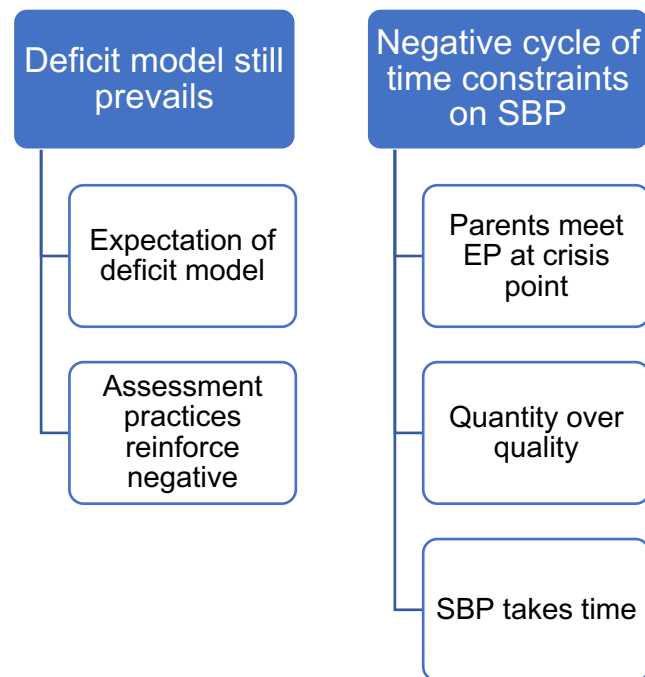 Deficit model still
prevails
Expectation of
deficit model
Assessment
practices
reinforce
negative
Negative cycle of
time constraints
on SBP
Parents meet
EP at crisis
point
Quantity over
quality
SBP takes time